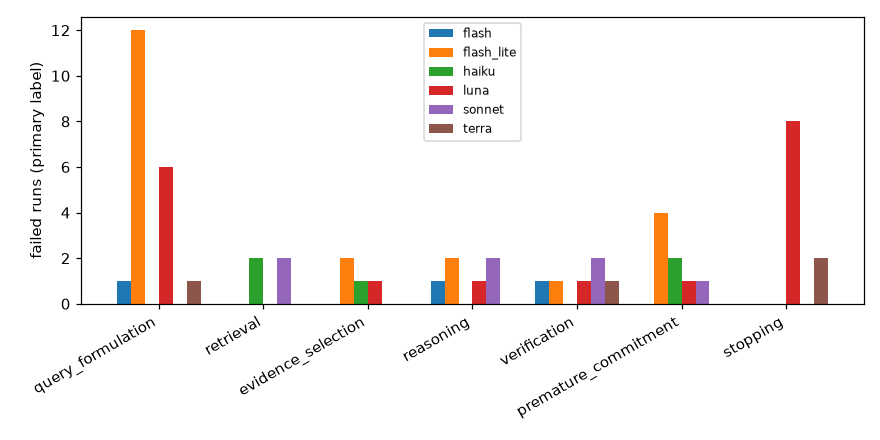 failed runs (primary label)
12
10
8
6
4
2
0
flash
flash_lite
haiku
luna
sonnet
terra
query_formulation
retrieval
evidence_selection
reasoning
verification
premature_commitment
stopping